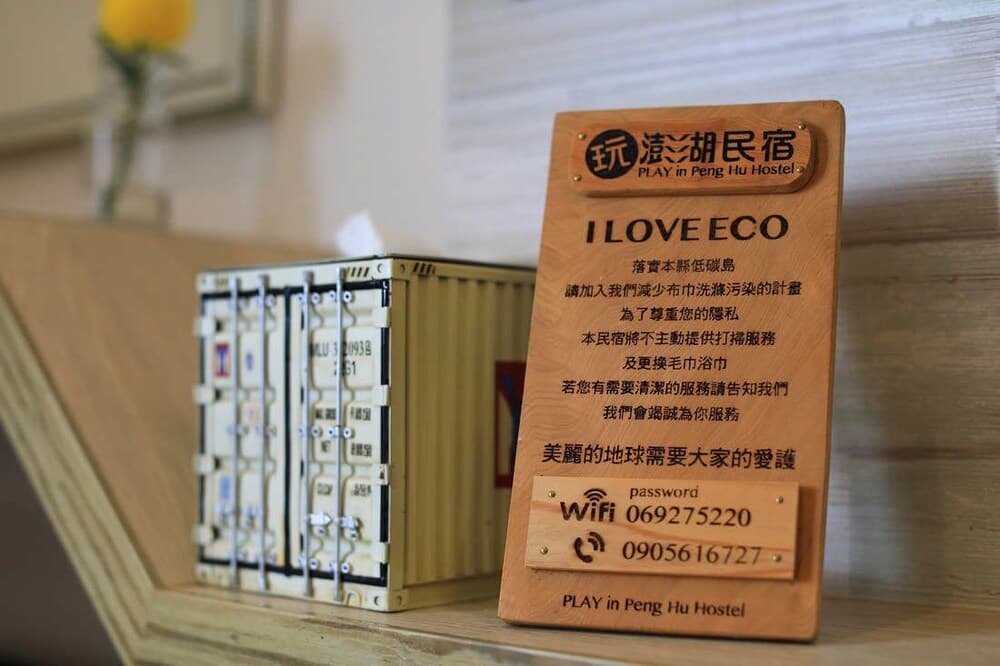 玩 澎湖民宿
PLAY in Peng Hu Hostel
I LOVE ECO
落實本縣低碳島
請加入我們減少布巾洗滌污染的計畫
為了尊重您的隱私
本民宿將不主動提供打掃服務
及更換毛巾浴巾
若您有需要清潔的服務請告知我們
我們會竭誠為你服務
美麗的地球需要大家的愛護
password
Wifi 069275220
0905616727
PLAY in Peng Hu Hostel